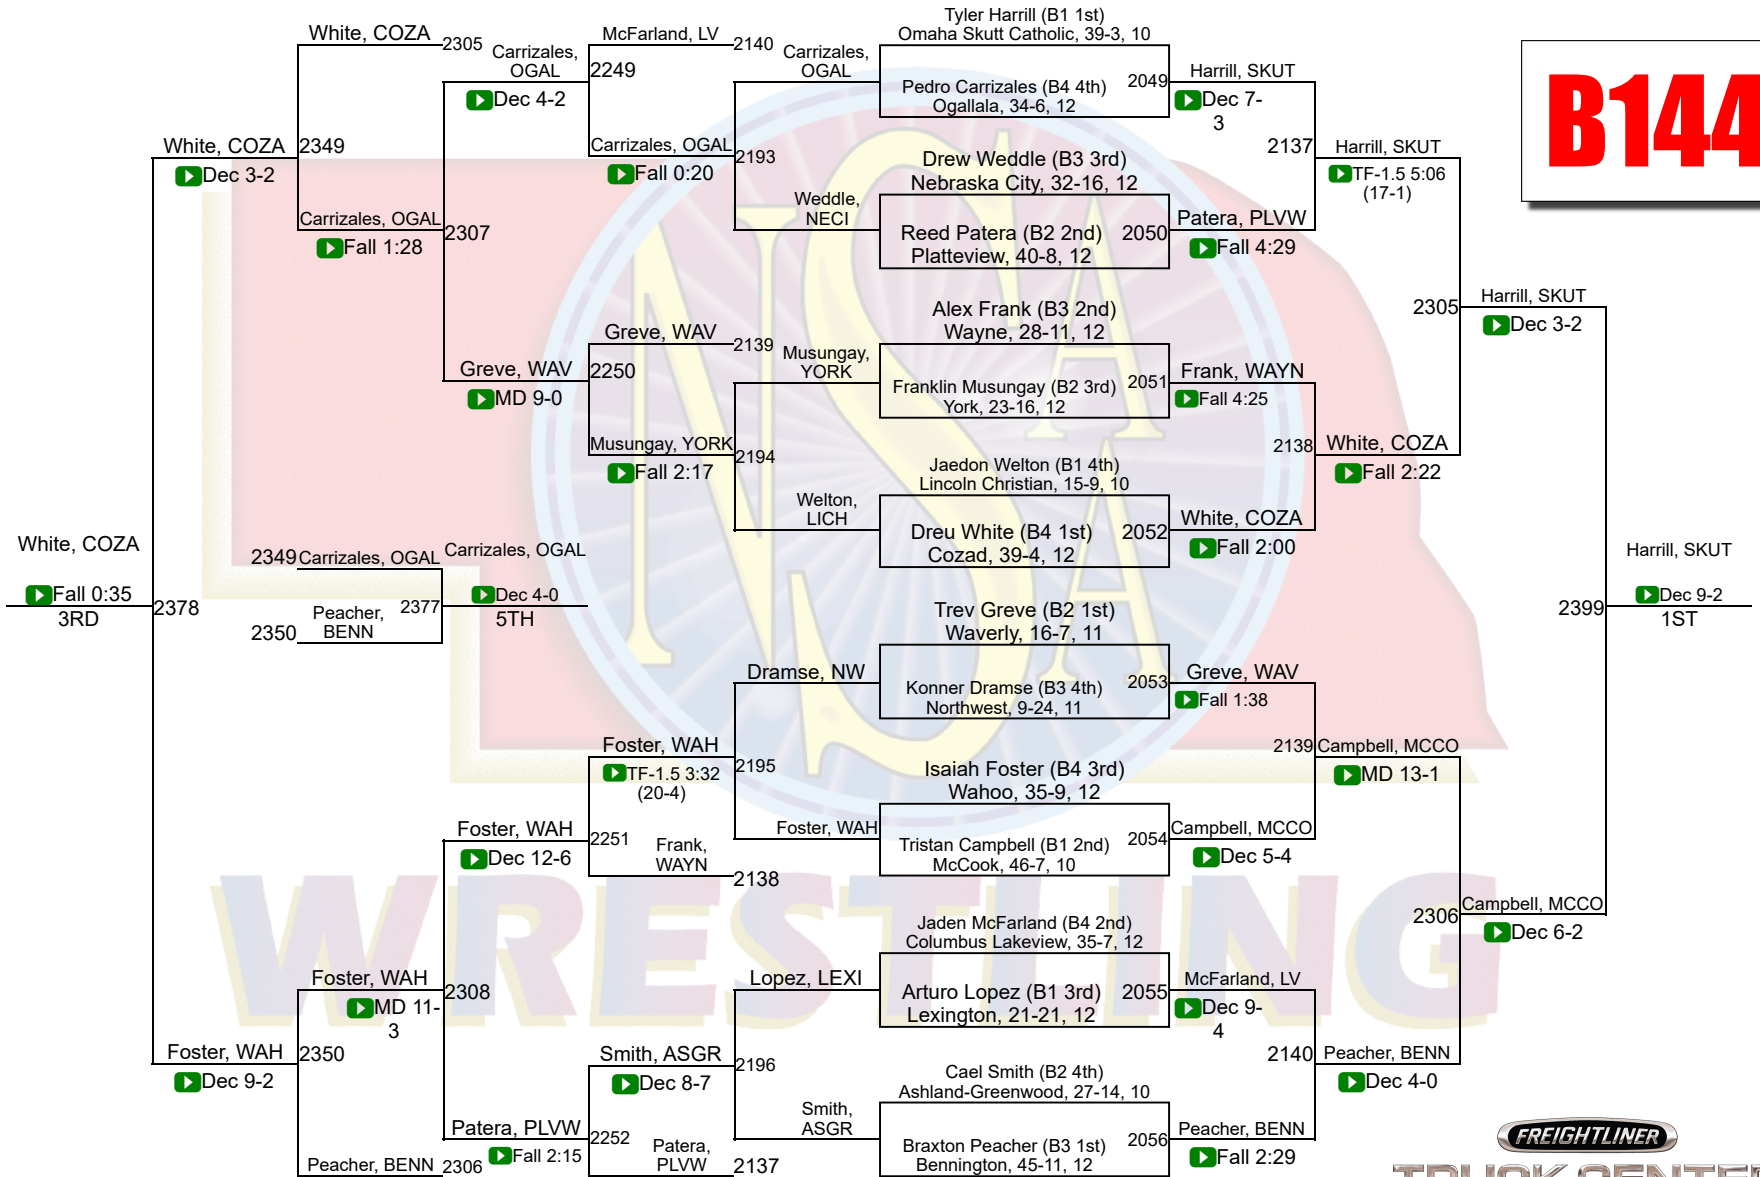 White, COZA
2305
Carrizales,
OGAL
Dec 4-2
McFarland, LV
2140
2249
Carrizales,
OGAL
Tyler Harrill (B1 1st)
Omaha Skutt Catholic, 39-3, 10
Pedro Carrizales (B4 4th)
Ogallala, 34-6, 12
2049
Harrill, SKUT
Dec 7-
3
B144
White, COZA
Dec 3-2
2349
Carrizales, OGAL
Fall 0:20
2193
Drew Weddle (B3 3rd)
Nebraska City, 32-16, 12
2137
Harrill, SKUT
TF-1.5 5:06
(17-1)
Carrizales, OGAL
Fall 1:28
2307
Weddle,
NECI
Reed Patera (B2 2nd)
Platteview, 40-8, 12
2050
Patera, PLVW
Fall 4:29
Greve, WAV
MD 9-0
Greve, WAV
2139
2250
Musungay,
YORK
Alex Frank (B3 2nd)
Wayne, 28-11, 12
Franklin Musungay (B2 3rd)
York, 23-16, 12
2051
Frank, WAYN
Fall 4:25
2305
Harrill, SKUT
Dec 3-2
Musungay, YORK
Fall 2:17
2194
Jaedon Welton (B1 4th)
Lincoln Christian, 15-9, 10
2138
White, COZA
Fall 2:22
Welton,
LICH
Dreu White (B4 1st)
Cozad, 39-4, 12
2052
White, COZA
Fall 2:00
White, COZA
Fall 0:35
3RD
2378
2349
Carrizales, OGAL
Peacher,
BENN
2350
2377
Carrizales, OGAL
Dec 4-0
5TH
2399
Harrill, SKUT
Dec 9-2
1ST
NSAA
Dramse, NW
Trev Greve (B2 1st)
Waverly, 16-7, 11
Konner Dramse (B3 4th)
Northwest, 9-24, 11
2053
Greve, WAV
Fall 1:38
Foster, WAH
TF-1.5 3:32
(20-4)
2195
Isaiah Foster (B4 3rd)
Wahoo, 35-9, 12
2139
Campbell, MCCO
MD 13-1
Foster, WAH
Dec 12-6
2251
Frank,
WAYN
2138
Foster, WAH
Tristan Campbell (B1 2nd)
McCook, 46-7, 10
2054
Campbell, MCCO
Dec 5-4
WRESTLING
2306
Campbell, MCCO
Dec 6-2
Foster, WAH
MD 11-
3
2308
Lopez, LEXI
Jaden McFarland (B4 2nd)
Columbus Lakeview, 35-7, 12
Arturo Lopez (B1 3rd)
Lexington, 21-21, 12
2055
McFarland, LV
Dec 9-
4
Foster, WAH
Dec 9-2
2350
Smith, ASGR
Dec 8-7
2196
Cael Smith (B2 4th)
Ashland-Greenwood, 27-14, 10
2140
Peacher, BENN
Dec 4-0
Peacher, BENN
2306
Patera, PLVW
Fall 2:15
2252
Patera,
PLVW
2137
Smith,
ASGR
Braxton Peacher (B3 1st)
Bennington, 45-11, 12
2056
Peacher, BENN
Fall 2:29
FREIGHTLINER
TRUCK CENTER